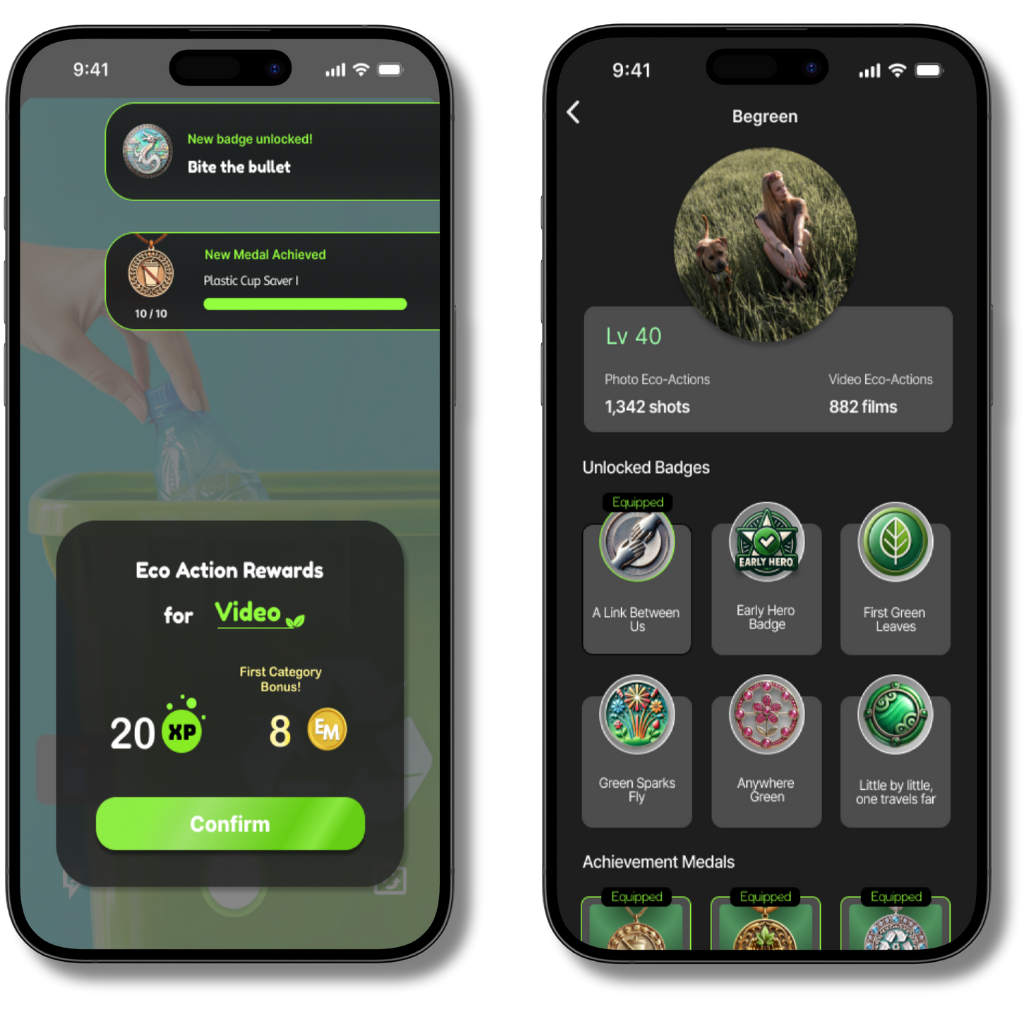 9:41
New badge unlocked!
Bite the bullet
New Medal Achieved
Plastic Cup Saver I
10 / 10
Eco Action Rewards
for Video
First Category
Bonus!
20 XP 8 EM
Confirm
9:41
Begreen
Lv 40
Photo Eco-Actions Video Eco-Actions
1,342 shots 882 films
Unlocked Badges
Equipped
EARLY HERO
A Link Between
Us
Early Hero
Badge
First Green
Leaves
Green Sparks
Fly
Anywhere
Green
Little by little,
one travels far
Achievement Medals
Equipped Equipped Equipped